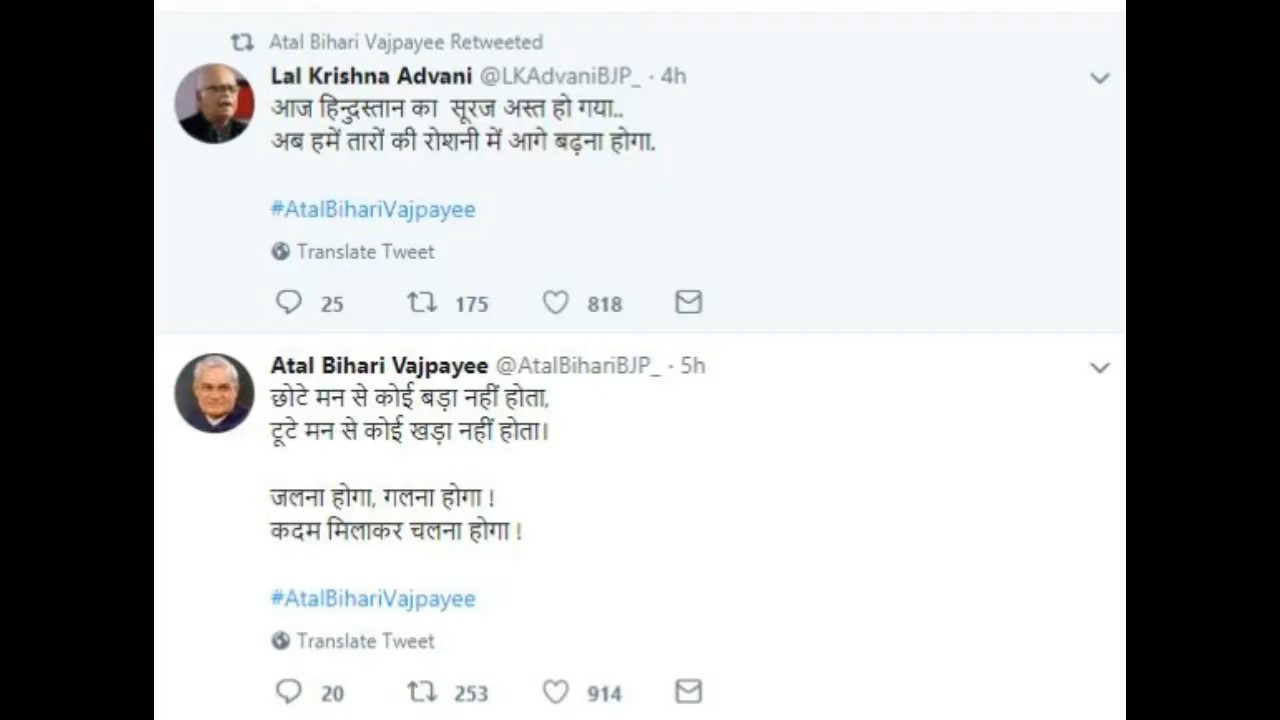 Atal Bihari Vajpayee Retweeted
Lal Krishna Advani @LKAdvaniBJP_ · 4h
आज हिन्दुस्तान का सूरज अस्त हो गया..
अब हमें तारों की रोशनी में आगे बढ़ना होगा.
#AtalBihariVajpayee
Translate Tweet
25 175 818
Atal Bihari Vajpayee @AtalBihariBJP_ · 5h
छोटे मन से कोई बड़ा नहीं होता,
टूटे मन से कोई खड़ा नहीं होता।
जलना होगा, गलना होगा !
कदम मिलाकर चलना होगा !
#AtalBihariVajpayee
Translate Tweet
20 253 914